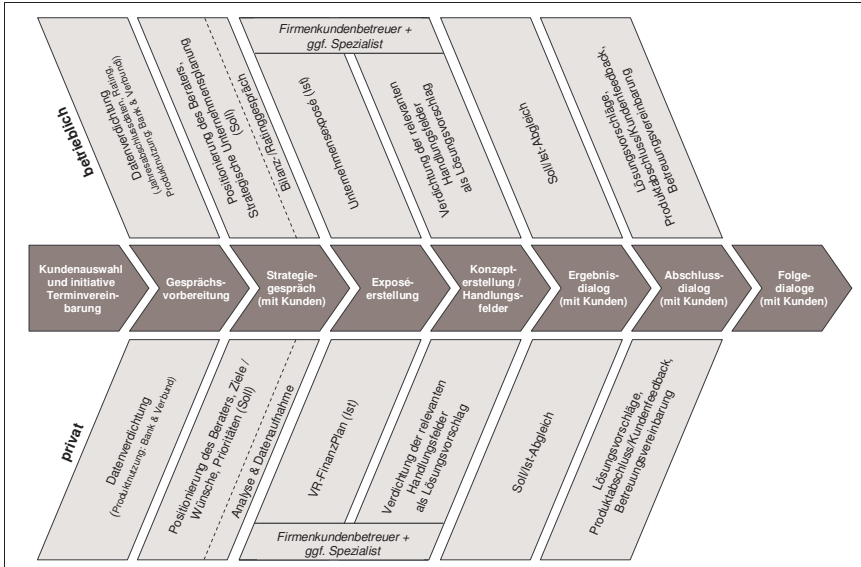 Firmenkundenbetreuer +
ggf. Spezialist
betrieblich
Datenverdichtung
(Jahresabschlussdaten, Rating,
Produktnutzung: Bank & Verbund)
Positionierung des Beraters,
Strategische Unternehmensplanung
(Soll)
Bilanz-/Ratinggespräch
Unternehmensexposé (Ist)
Verdichtung der relevanten
Handlungsfelder
als Lösungsvorschlag
Soll/Ist-Abgleich
Lösungsvorschläge,
Produktabschluss/Kundenfeedback,
Betreuungsvereinbarung
Kundenauswahl
und initiative
Terminverein-
barung
Gesprächs-
vorbereitung
Strategie-
gespräch
(mit Kunden)
Exposé-
erstellung
Konzept-
erstellung /
Handlungs-
felder
Ergebnis-
dialog
(mit Kunden)
Abschluss-
dialog
(mit Kunden)
Folge-
dialoge
(mit Kunden)
privat
Datenverdichtung
(Produktnutzung: Bank & Verbund)
Positionierung des Beraters, Ziele /
Wünsche, Prioritäten (Soll)
Analyse & Datenaufnahme
VR-FinanzPlan (Ist)
Verdichtung der relevanten
Handlungsfelder
als Lösungsvorschlag
Soll/Ist-Abgleich
Lösungsvorschläge,
Produktabschluss/Kundenfeedback,
Betreuungsvereinbarung
Firmenkundenbetreuer +
ggf. Spezialist